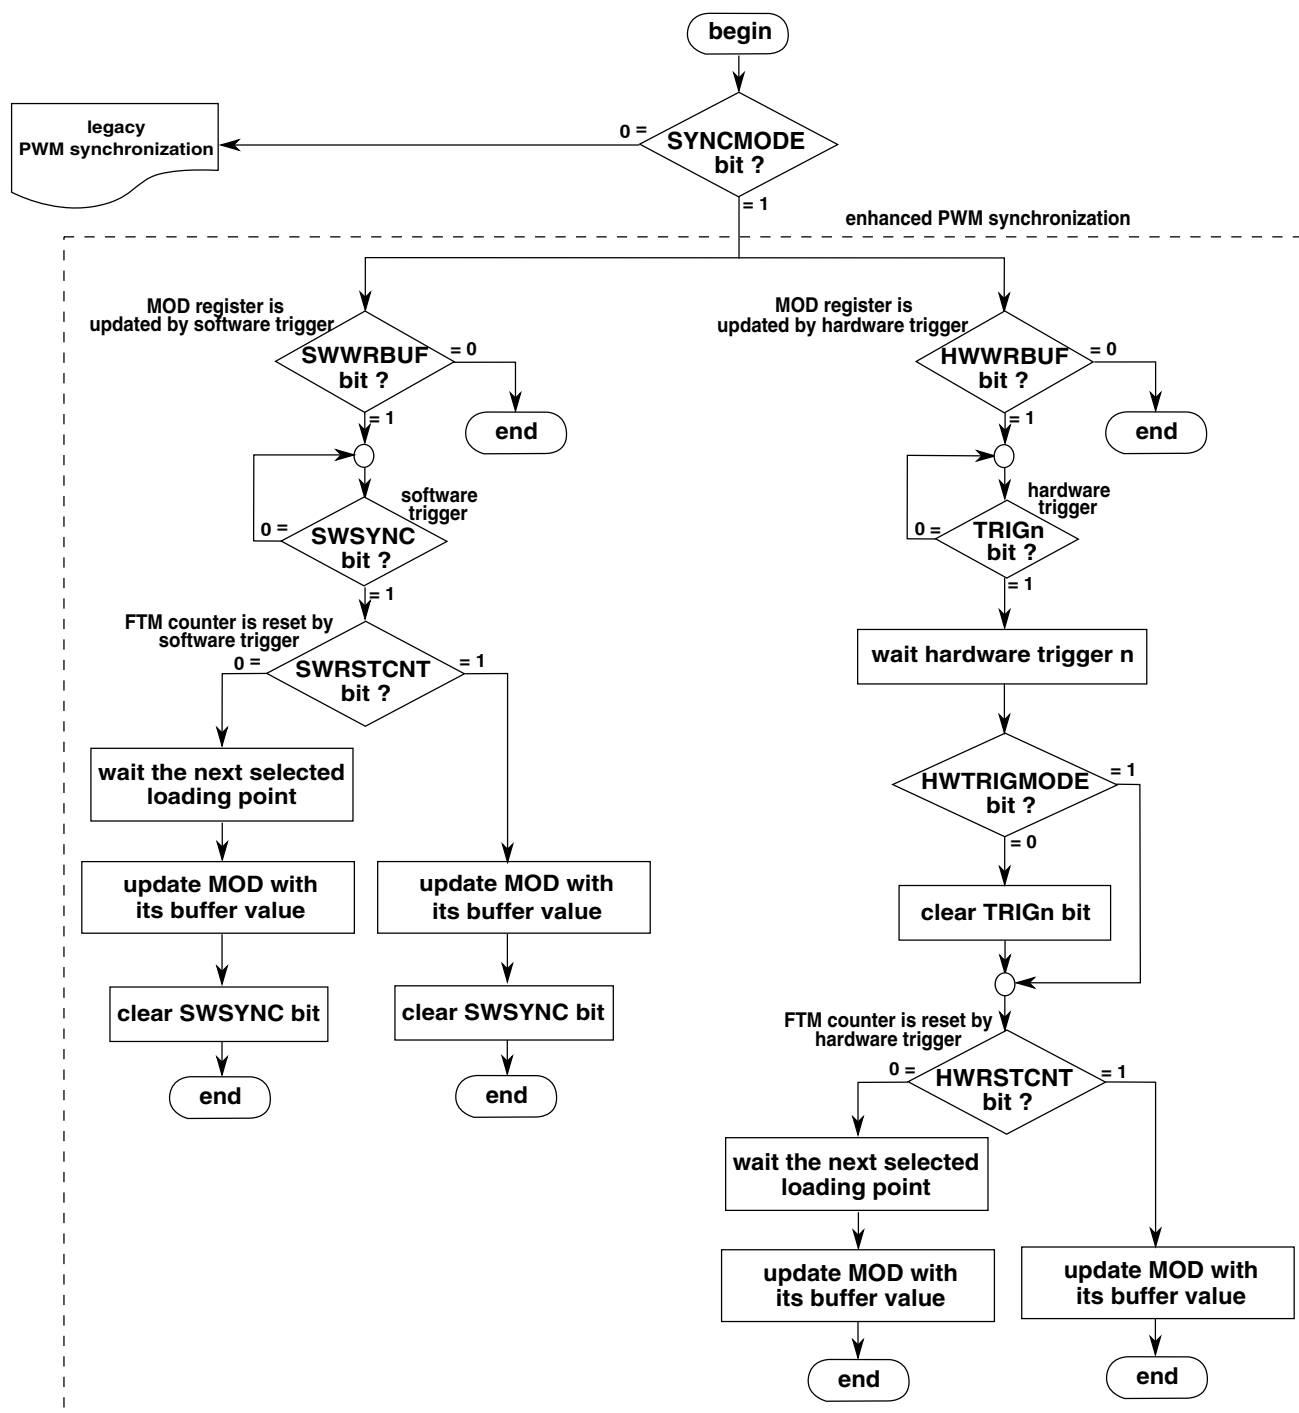 begin
legacy
PWM synchronization
0 =
SYNCMODE
bit ?
= 1
enhanced PWM synchronization
MOD register is
updated by software trigger
SWWRBUF
bit ?
= 0
end
= 1
software
trigger
0 =
SWSYNC
bit ?
= 1
FTM counter is reset by
software trigger
0 =
SWRSTCNT
bit ?
= 1
wait the next selected
loading point
update MOD with
its buffer value
clear SWSYNC bit
end
update MOD with
its buffer value
clear SWSYNC bit
end
MOD register is
updated by hardware trigger
HWWRBUF
bit ?
= 0
end
= 1
hardware
trigger
0 =
TRIGn
bit ?
= 1
wait hardware trigger n
HWTRIGMODE
bit ?
= 1
= 0
clear TRIGn bit
FTM counter is reset by
hardware trigger
0 =
HWRSTCNT
bit ?
= 1
wait the next selected
loading point
update MOD with
its buffer value
end
update MOD with
its buffer value
end